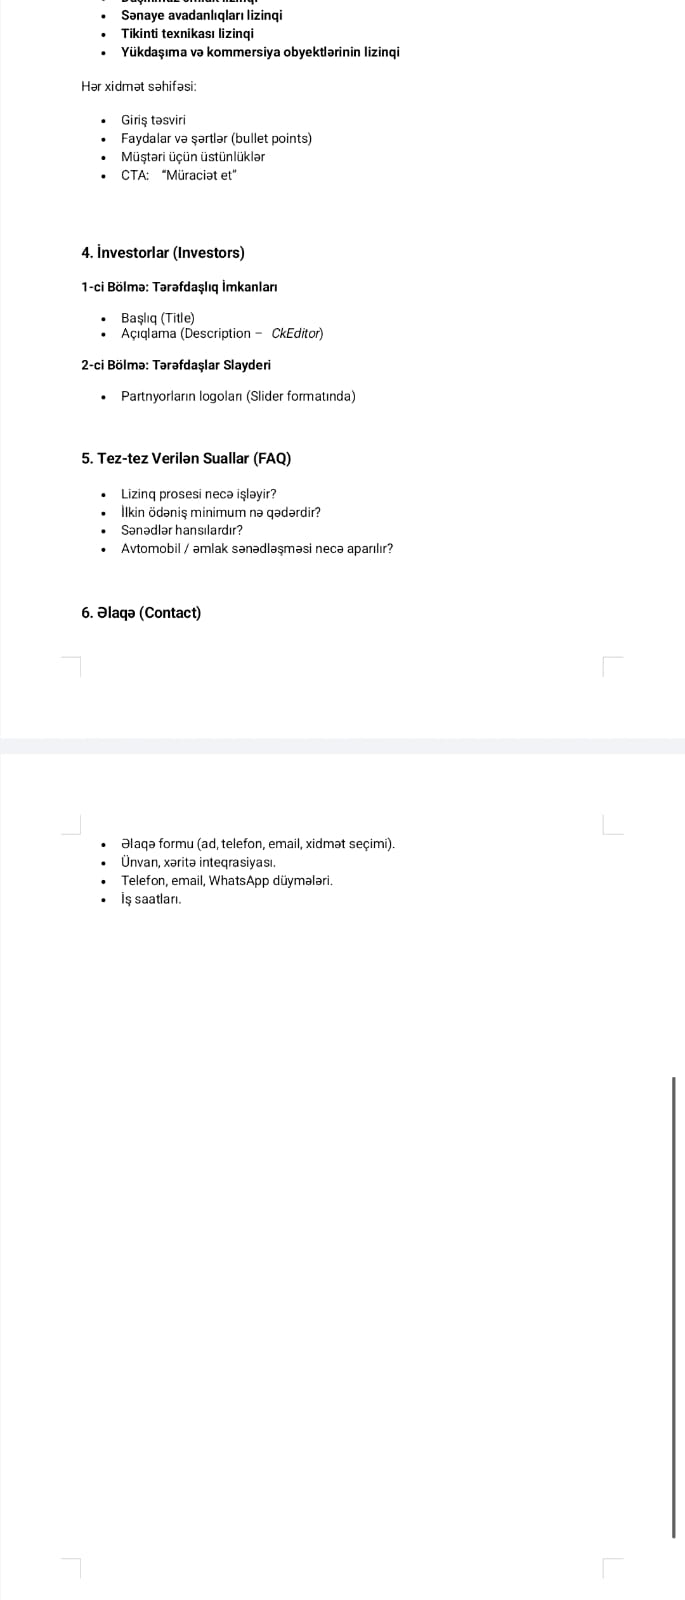 Daşınmaz əmlak lizinqi
Sənaye avadanlıqları lizinqi
Tikinti texnikası lizinqi
Yükdaşıma və kommersiya obyektlərinin lizinqi
Hər xidmət səhifəsi:
Giriş təsviri
Faydalar və şərtlər (bullet points)
Müştəri üçün üstünlüklər
CTA: “Müraciət et”
4. İnvestorlar (Investors)
1-ci Bölmə: Tərəfdaşlıq İmkanları
Başlıq (Title)
Açıqlama (Description – CkEditor)
2-ci Bölmə: Tərəfdaşlar Slayderi
Partnyorların logoları (Slider formatında)
5. Tez-tez Verilən Suallar (FAQ)
Lizinq prosesi necə işləyir?
İlkin ödəniş minimum nə qədərdir?
Sənədlər hansılardır?
Avtomobil / əmlak sənədləşməsi necə aparılır?
6. Əlaqə (Contact)
Əlaqə formu (ad, telefon, email, xidmət seçimi).
Ünvan, xəritə inteqrasiyası.
Telefon, email, WhatsApp düymələri.
İş saatları.